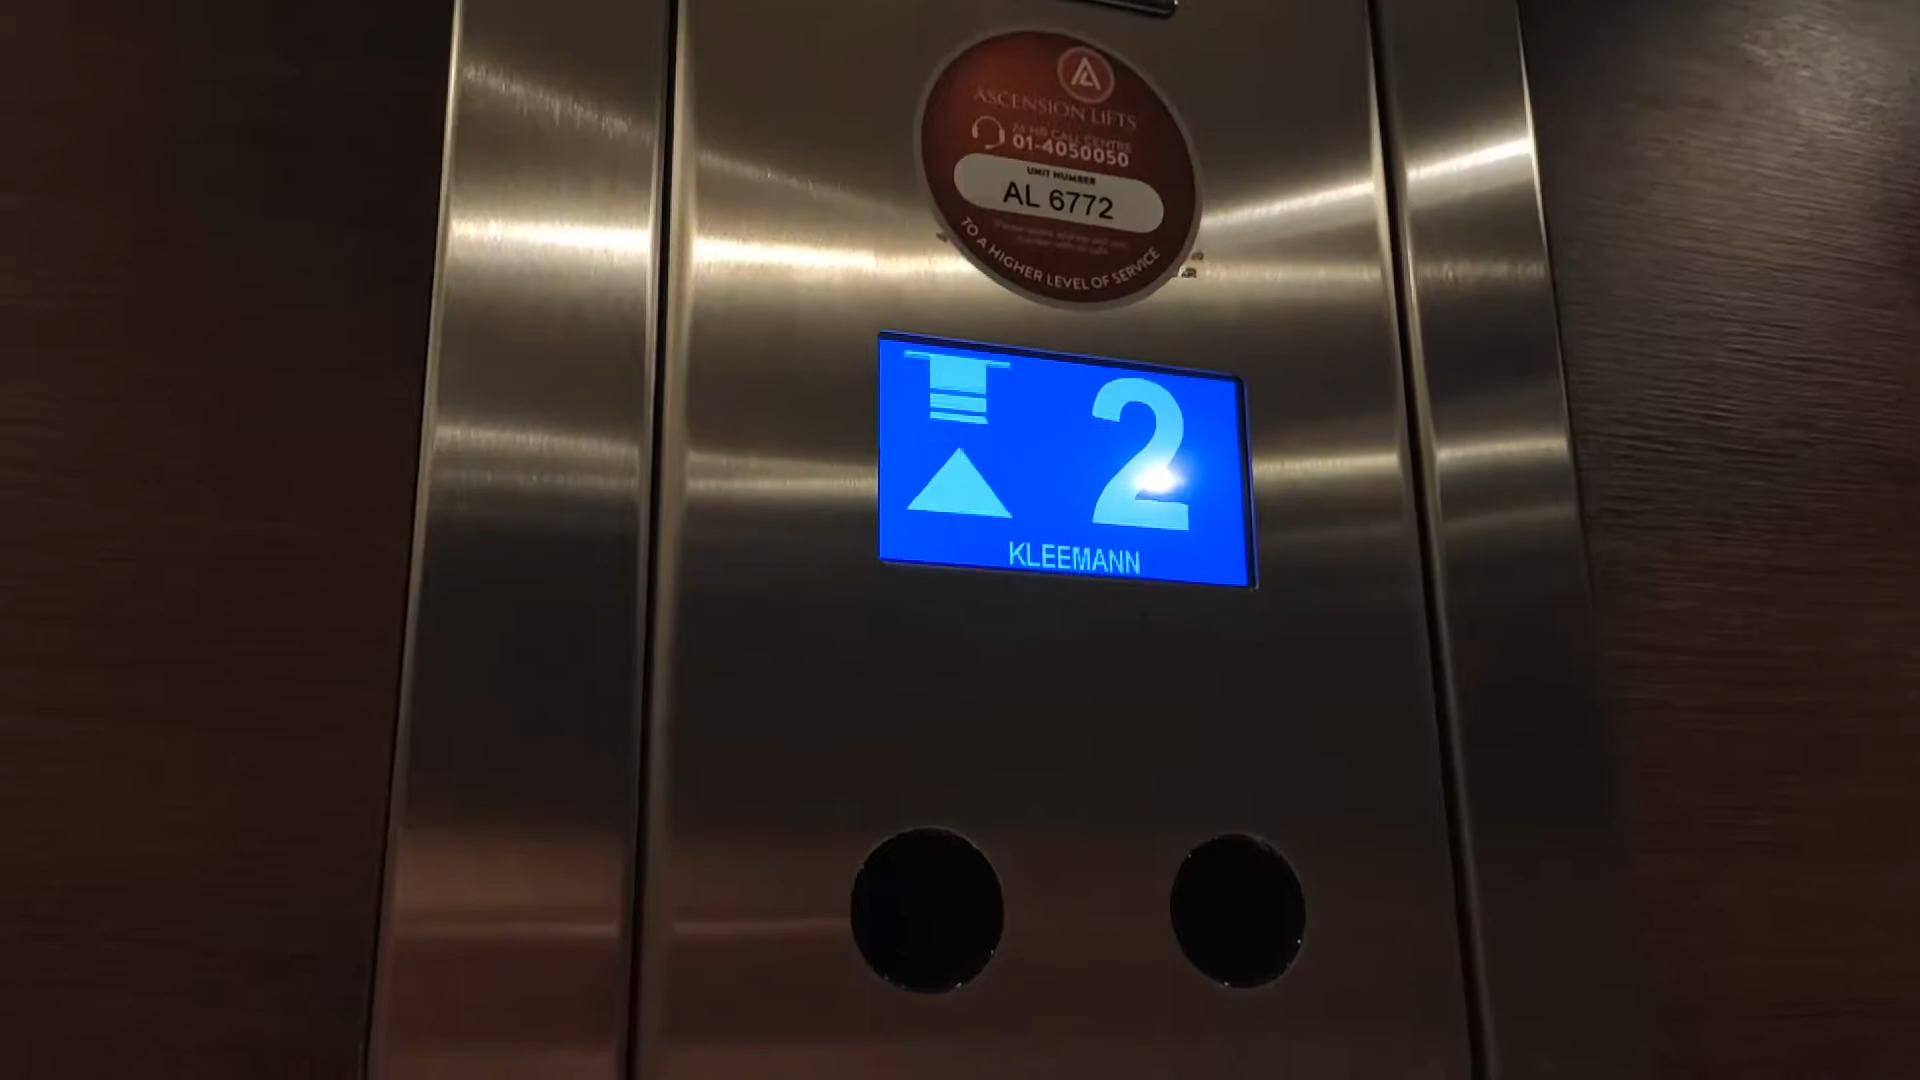 ASCENSION LIFTS
24 HR CALL CENTRE
01-4050050
UNIT NUMBER
AL 6772
TO A HIGHER LEVEL OF SERVICE
2
KLEEMANN